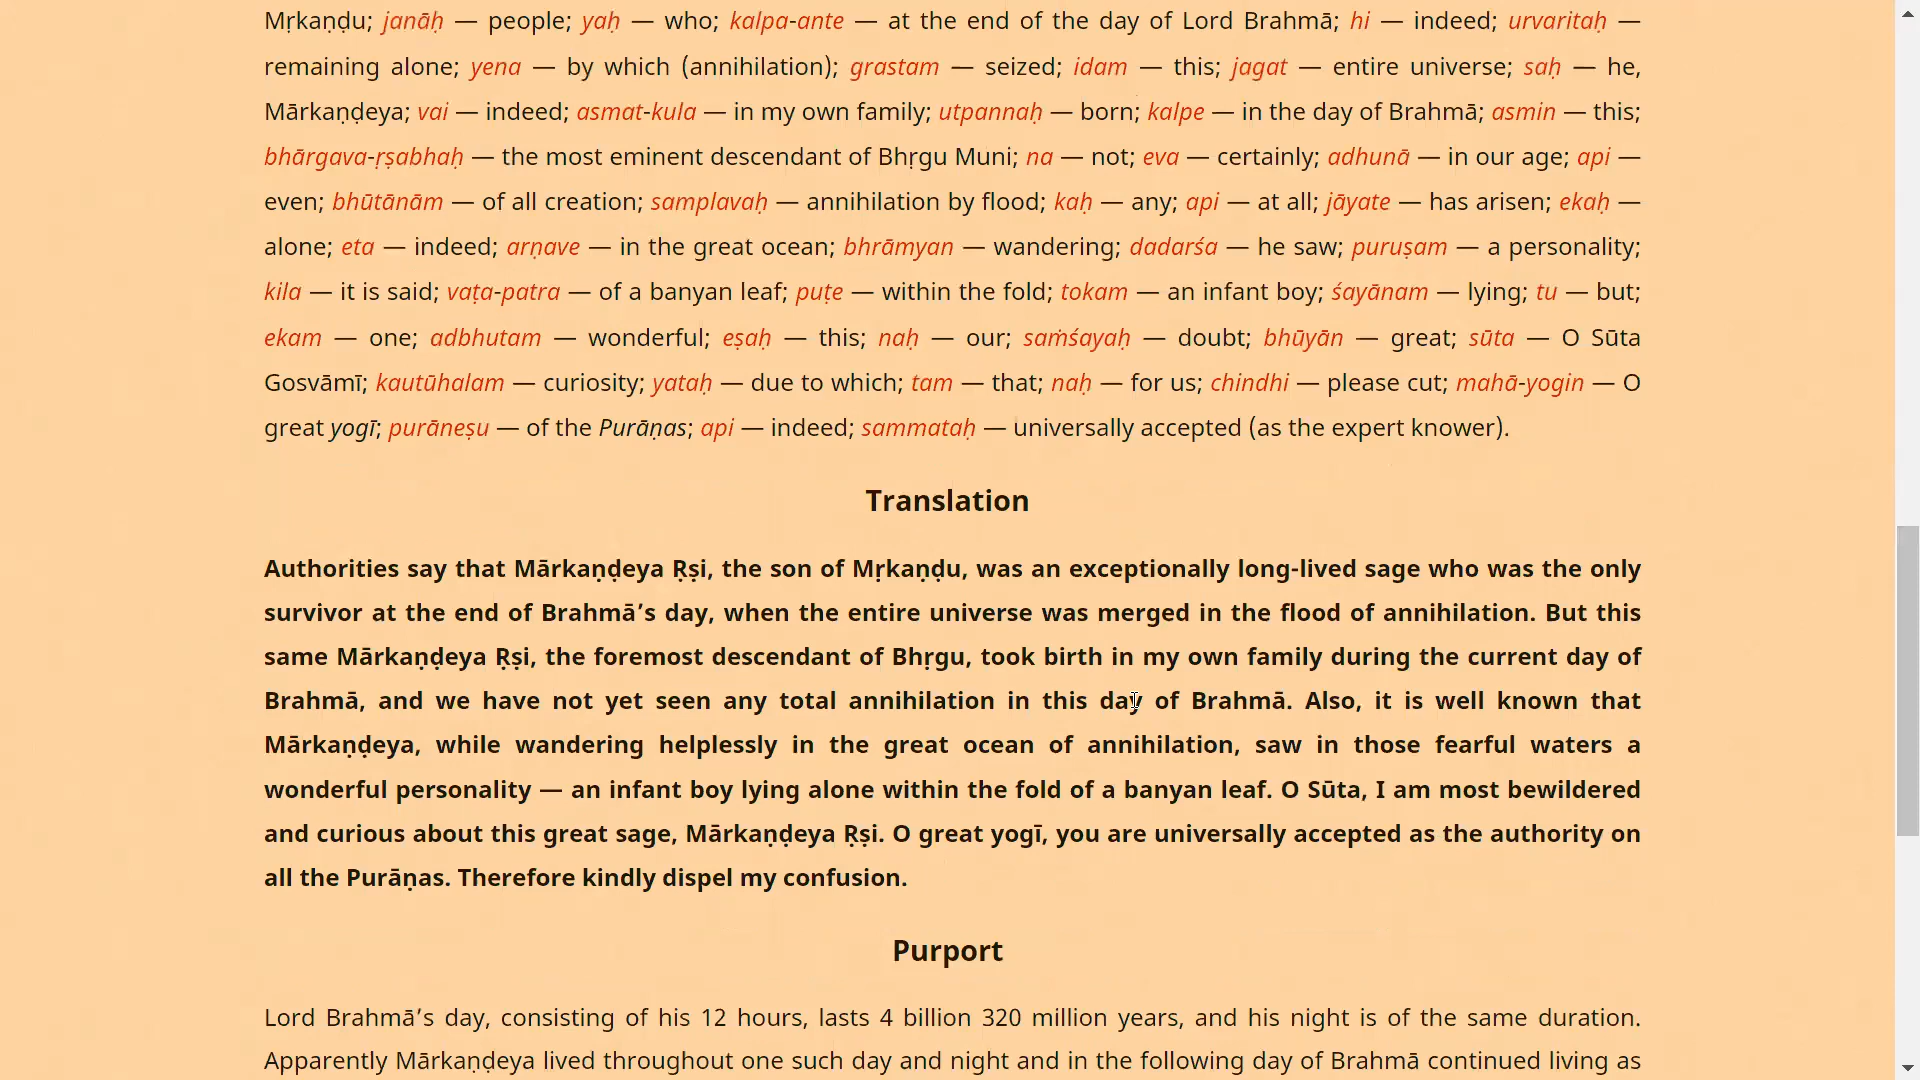 Mṛkaṇḍu; janāḥ — people; yaḥ — who; kalpa-ante — at the end of the day of Lord Brahmā; hi — indeed; urvaritaḥ —
remaining alone; yena — by which (annihilation); grastam — seized; idam — this; jagat — entire universe; saḥ — he,
Mārkaṇḍeya; vai — indeed; asmat-kula — in my own family; utpannaḥ — born; kalpe — in the day of Brahmā; asmin — this;
bhārgava-ṛṣabhaḥ — the most eminent descendant of Bhṛgu Muni; na — not; eva — certainly; adhunā — in our age; api —
even; bhūtānām — of all creation; samplavaḥ — annihilation by flood; kaḥ — any; api — at all; jāyate — has arisen; ekaḥ —
alone; eta — indeed; arṇave — in the great ocean; bhrāmyan — wandering; dadarśa — he saw; puruṣam — a personality;
kila — it is said; vaṭa-patra — of a banyan leaf; puṭe — within the fold; tokam — an infant boy; śayānam — lying; tu — but;
ekam — one; adbhutam — wonderful; eṣaḥ — this; naḥ — our; saṁśayaḥ — doubt; bhūyān — great; sūta — O Sūta
Gosvāmī; kautūhalam — curiosity; yataḥ — due to which; tam — that; naḥ — for us; chindhi — please cut; mahā-yogin — O
great yogī; purāneṣu — of the Purāṇas; api — indeed; sammataḥ — universally accepted (as the expert knower).
Translation
Authorities say that Mārkaṇḍeya Ṛṣi, the son of Mṛkaṇḍu, was an exceptionally long-lived sage who was the only
survivor at the end of Brahmā’s day, when the entire universe was merged in the flood of annihilation. But this
same Mārkaṇḍeya Ṛṣi, the foremost descendant of Bhṛgu, took birth in my own family during the current day of
Brahmā, and we have not yet seen any total annihilation in this day of Brahmā. Also, it is well known that
Mārkaṇḍeya, while wandering helplessly in the great ocean of annihilation, saw in those fearful waters a
wonderful personality — an infant boy lying alone within the fold of a banyan leaf. O Sūta, I am most bewildered
and curious about this great sage, Mārkaṇḍeya Ṛṣi. O great yogī, you are universally accepted as the authority on
all the Purāṇas. Therefore kindly dispel my confusion.
Purport
Lord Brahmā’s day, consisting of his 12 hours, lasts 4 billion 320 million years, and his night is of the same duration.
Apparently Mārkaṇḍeya lived throughout one such day and night and in the following day of Brahmā continued living as